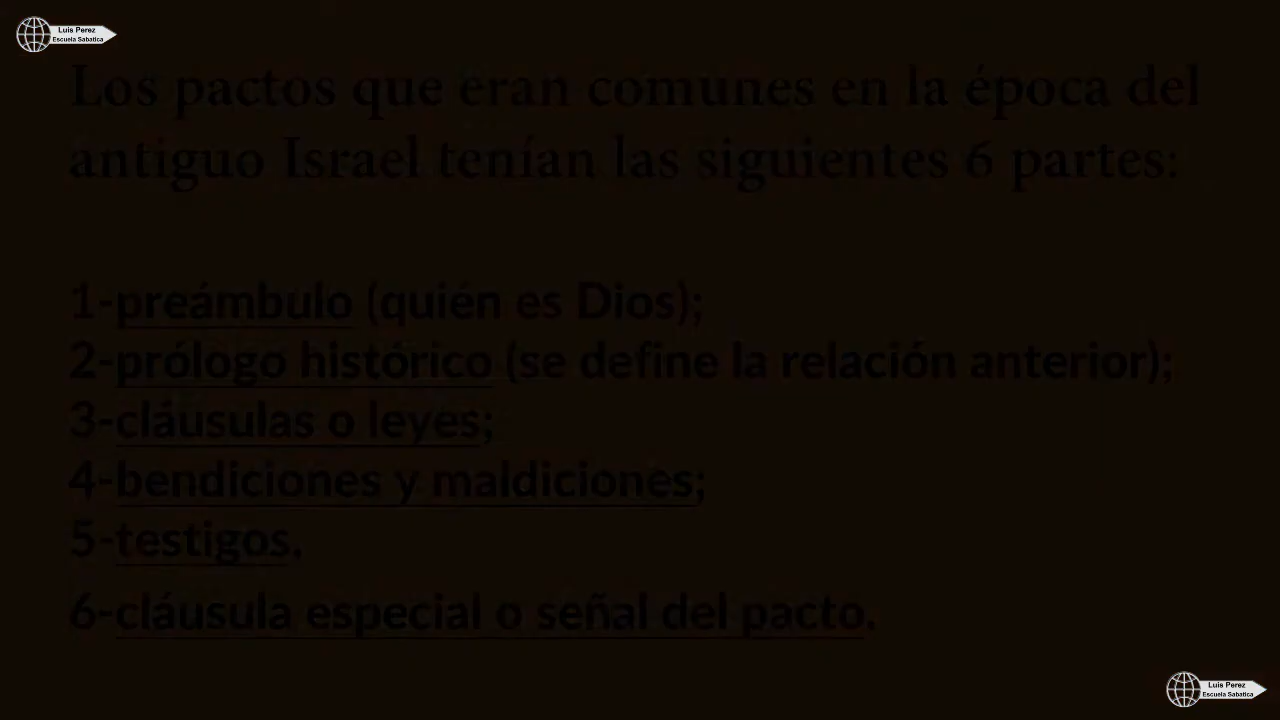 Luis Perez
Escuela Sabatica
Los pactos que eran comunes en la época del
antiguo Israel tenían las siguientes 6 partes:
1-preámbulo (quién es Dios);
2-prólogo histórico (se define la relación anterior);
3-cláusulas o leyes;
4-bendiciones y maldiciones;
5-testigos.
6-cláusula especial o señal del pacto.
Luis Perez
Escuela Sabatica